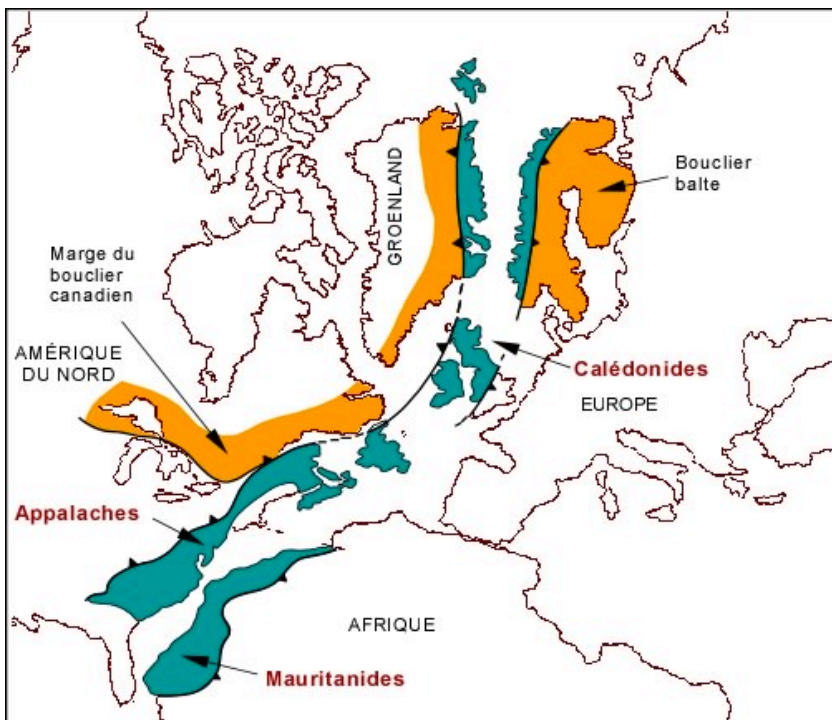 GROENLAND
Bouclier
balte
Marge du
bouclier
canadien
AMÉRIQUE
DU NORD
Calédonides
EUROPE
Appalaches
AFRIQUE
Mauritanides